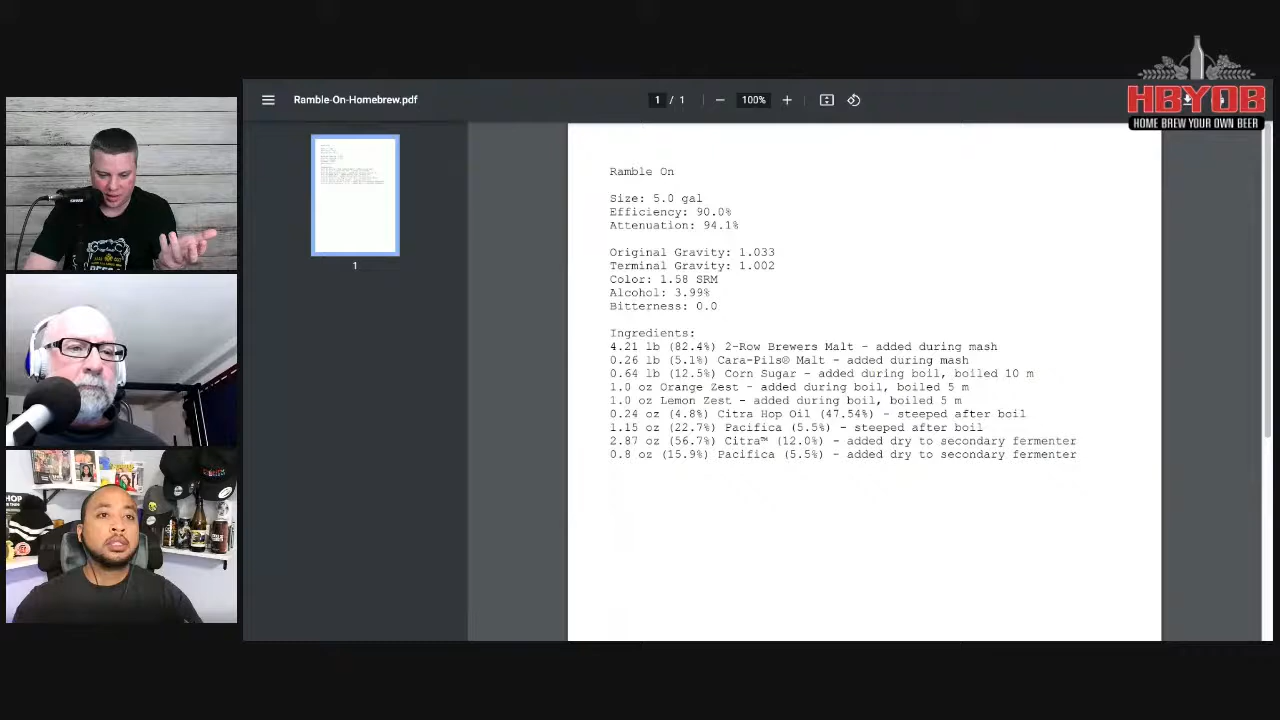 HBYOB
HOME BREW YOUR OWN BEER
Ramble-On-Homebrew.pdf
1 / 1
100%
1
Ramble On
Size: 5.0 gal
Efficiency: 90.0%
Attenuation: 94.1%
Original Gravity: 1.033
Terminal Gravity: 1.002
Color: 1.58 SRM
Alcohol: 3.99%
Bitterness: 0.0
Ingredients:
4.21 lb (82.4%) 2-Row Brewers Malt - added during mash
0.26 lb (5.1%) Cara-Pils® Malt - added during mash
0.64 lb (12.5%) Corn Sugar - added during boil, boiled 10 m
1.0 oz Orange Zest - added during boil, boiled 5 m
1.0 oz Lemon Zest - added during boil, boiled 5 m
0.24 oz (4.8%) Citra Hop Oil (47.54%) - steeped after boil
1.15 oz (22.7%) Pacifica (5.5%) - steeped after boil
2.87 oz (56.7%) Citra™ (12.0%) - added dry to secondary fermenter
0.8 oz (15.9%) Pacifica (5.5%) - added dry to secondary fermenter